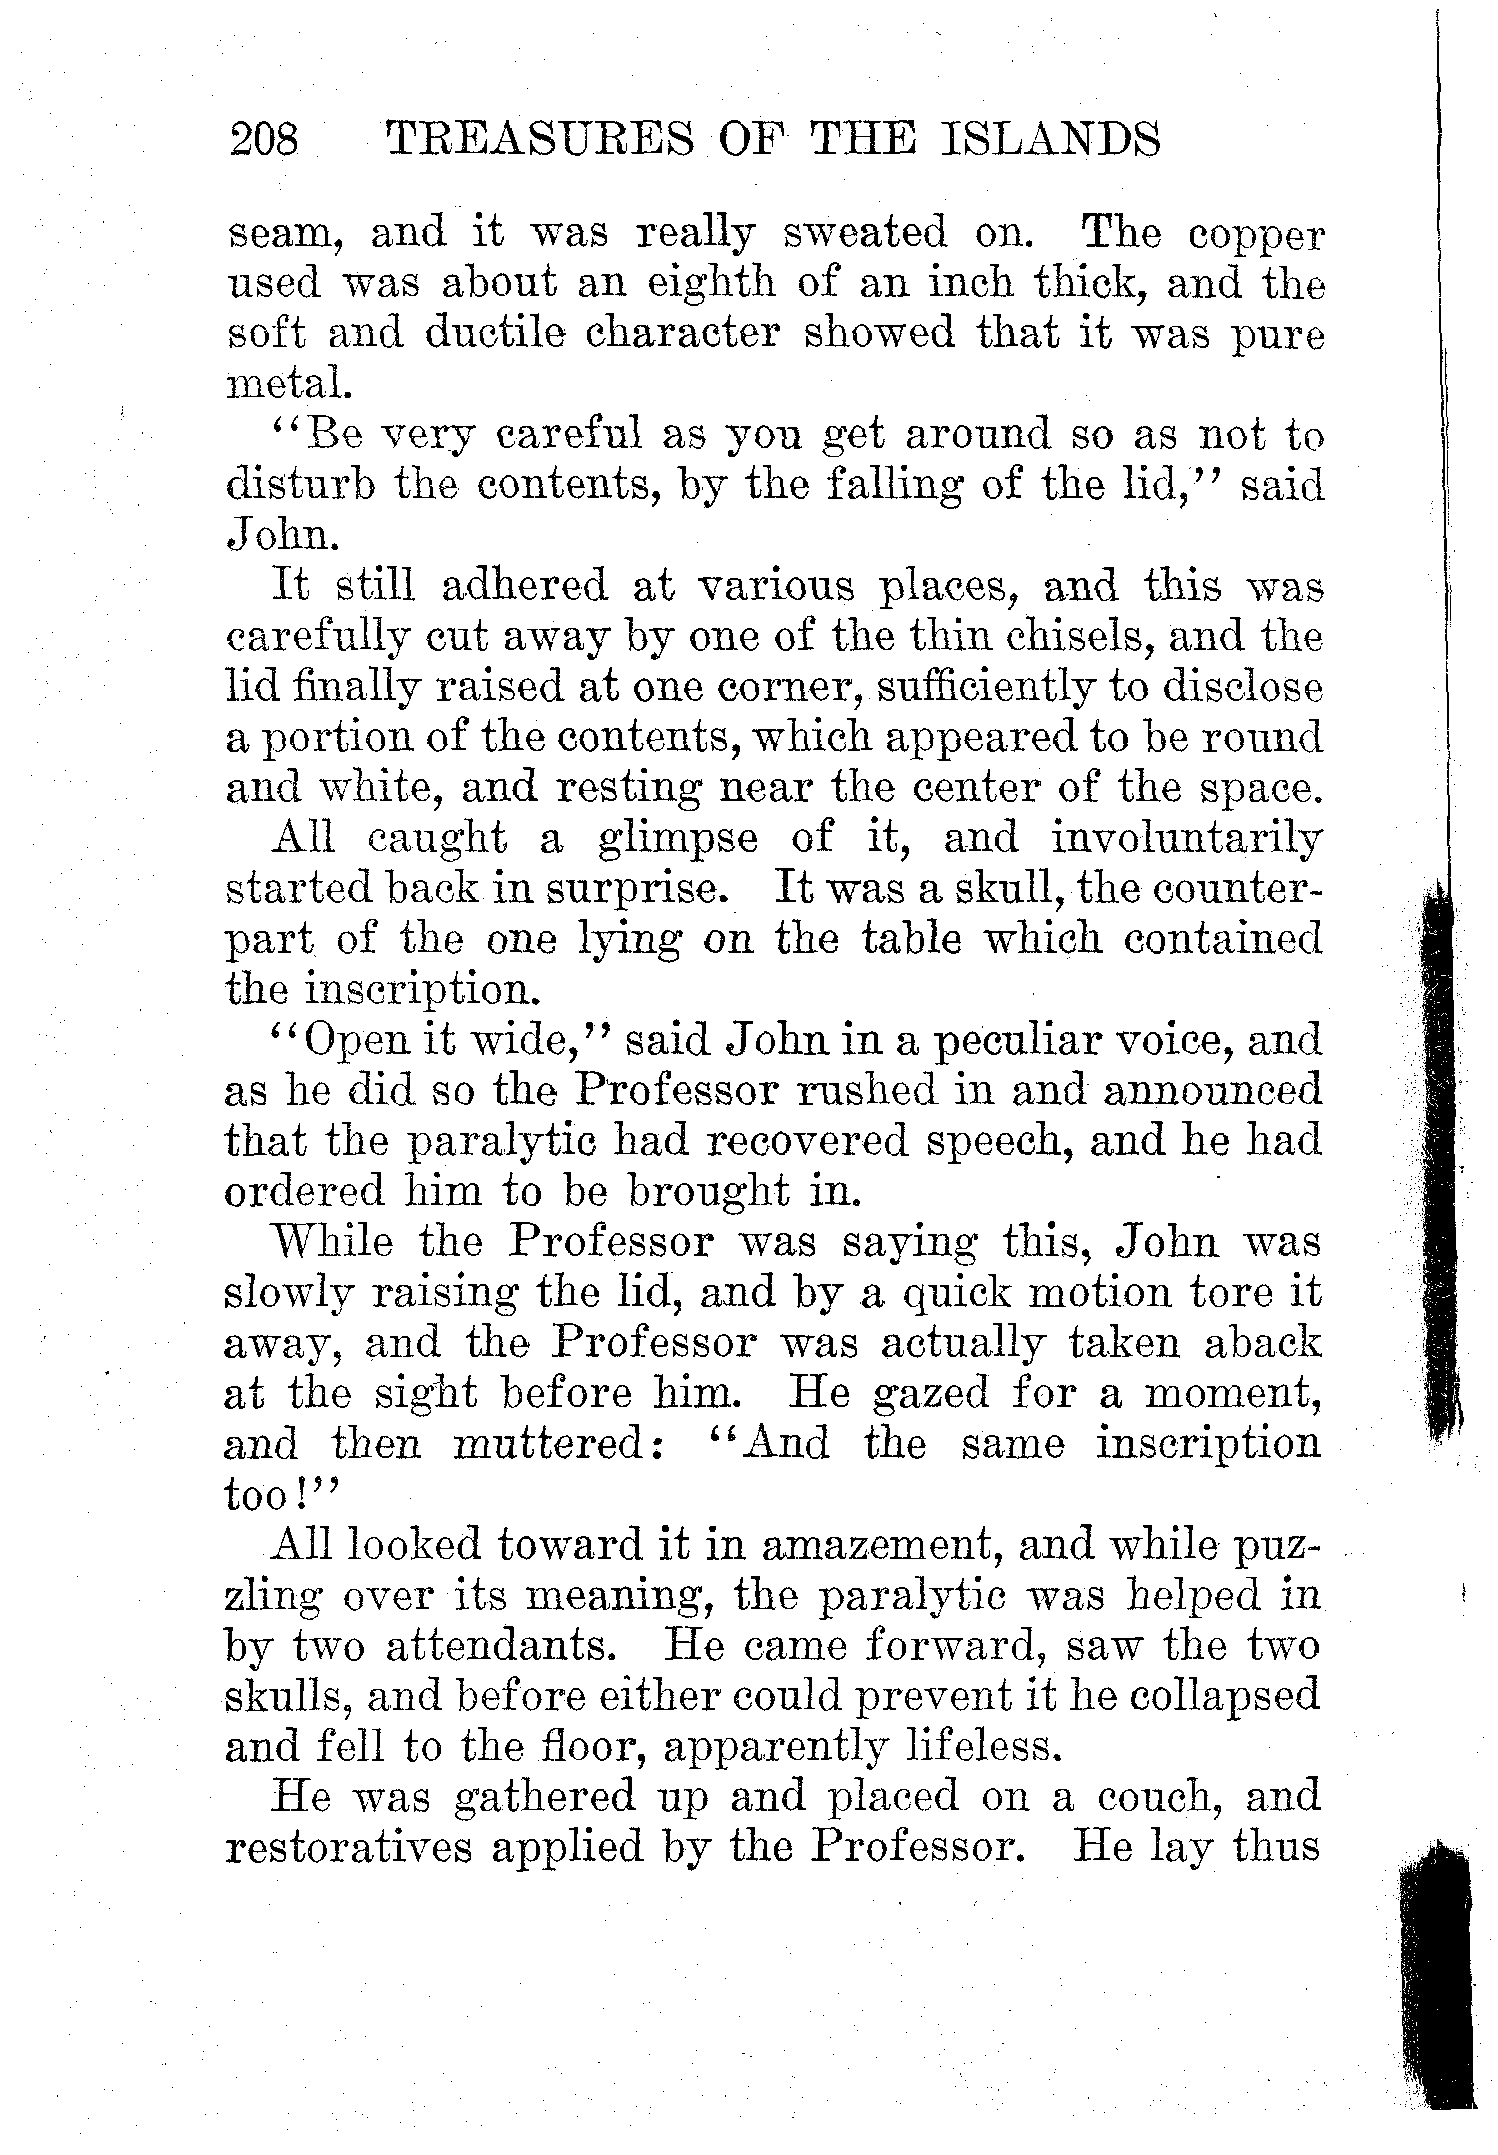 208 TREASURES OF THE ISLANDS
seam, and it was really sweated on. The copper
used was about an eighth of an inch thick, and the
soft and ductile character showed that it was pure
metal.
"Be very careful as you get around so as not to
disturb the contents, by the falling of the lid," said
John.
It still adhered at various places, and this was
carefully cut away by one of the thin chisels, and the
lid finally raised at one corner, sufficiently to disclose
a portion of the contents, which appeared to be round
and white, and resting near the center of the space.
All caught a glimpse of it, and involuntarily
started back in surprise. It was a skull, the counter-
part of the one lying on the table which contained
the inscription.
"Open it wide," said John in a peculiar voice, and
as he did so the Professor rushed in and announced
that the paralytic had recovered speech, and he had
ordered him to be brought in.
While the Professor was saying this, John was
slowly raising the lid, and by a quick motion tore it
away, and the Professor was actually taken aback
at the sight before him. He gazed for a moment,
and then muttered: "And the same inscription
too!"
All looked toward it in amazement, and while puz-
zling over its meaning, the paralytic was helped in
by two attendants. He came forward, saw the two
skulls, and before either could prevent it he collapsed
and fell to the floor, apparently lifeless.
He was gathered up and placed on a couch, and
restoratives applied by the Professor. He lay thus